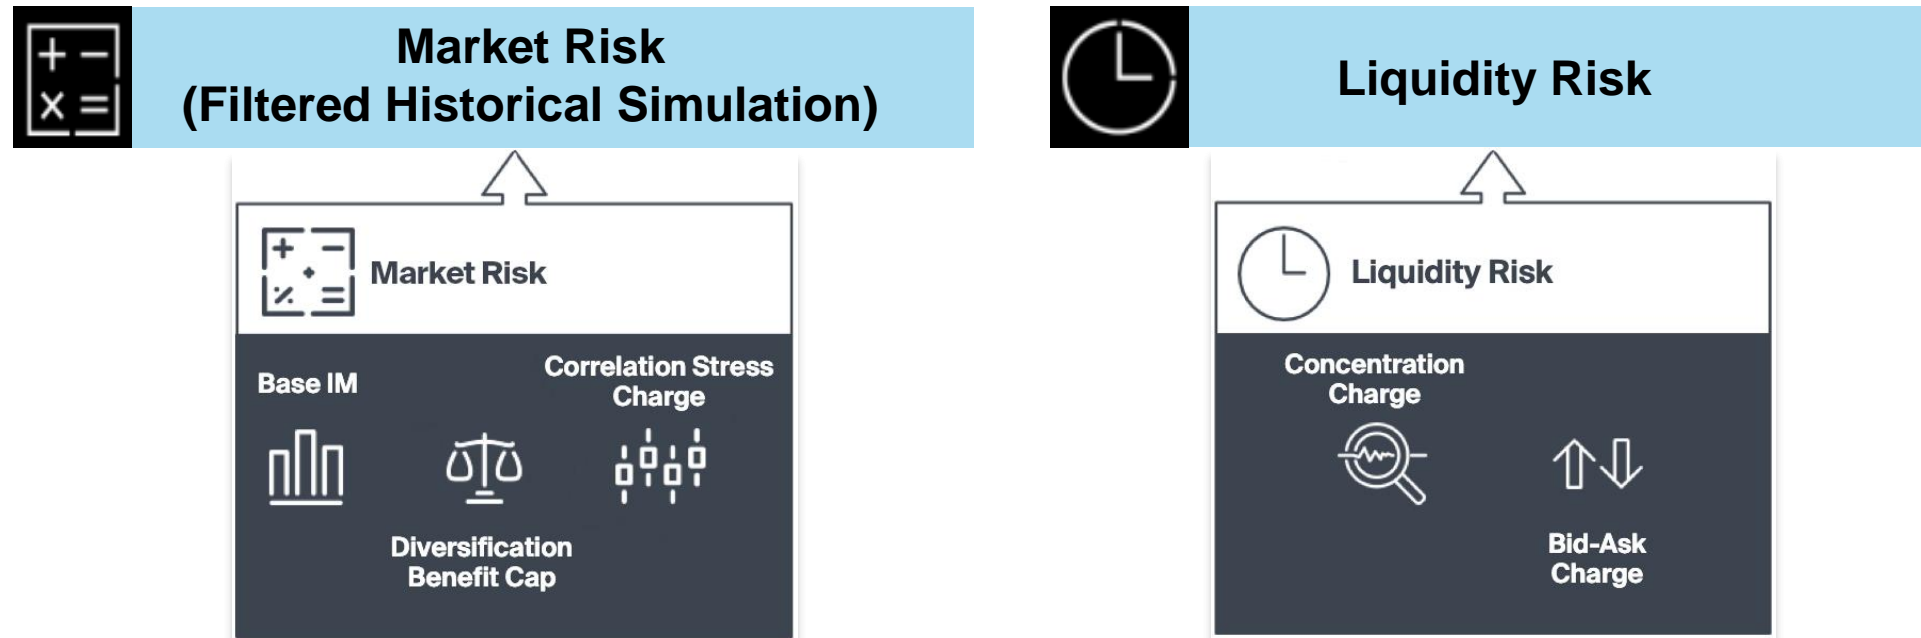 Market Risk
(Filtered Historical Simulation)
Market Risk
Base IM
Correlation Stress
Charge
Diversification
Benefit Cap
Liquidity Risk
Liquidity Risk
Concentration
Charge
Bid-Ask
Charge